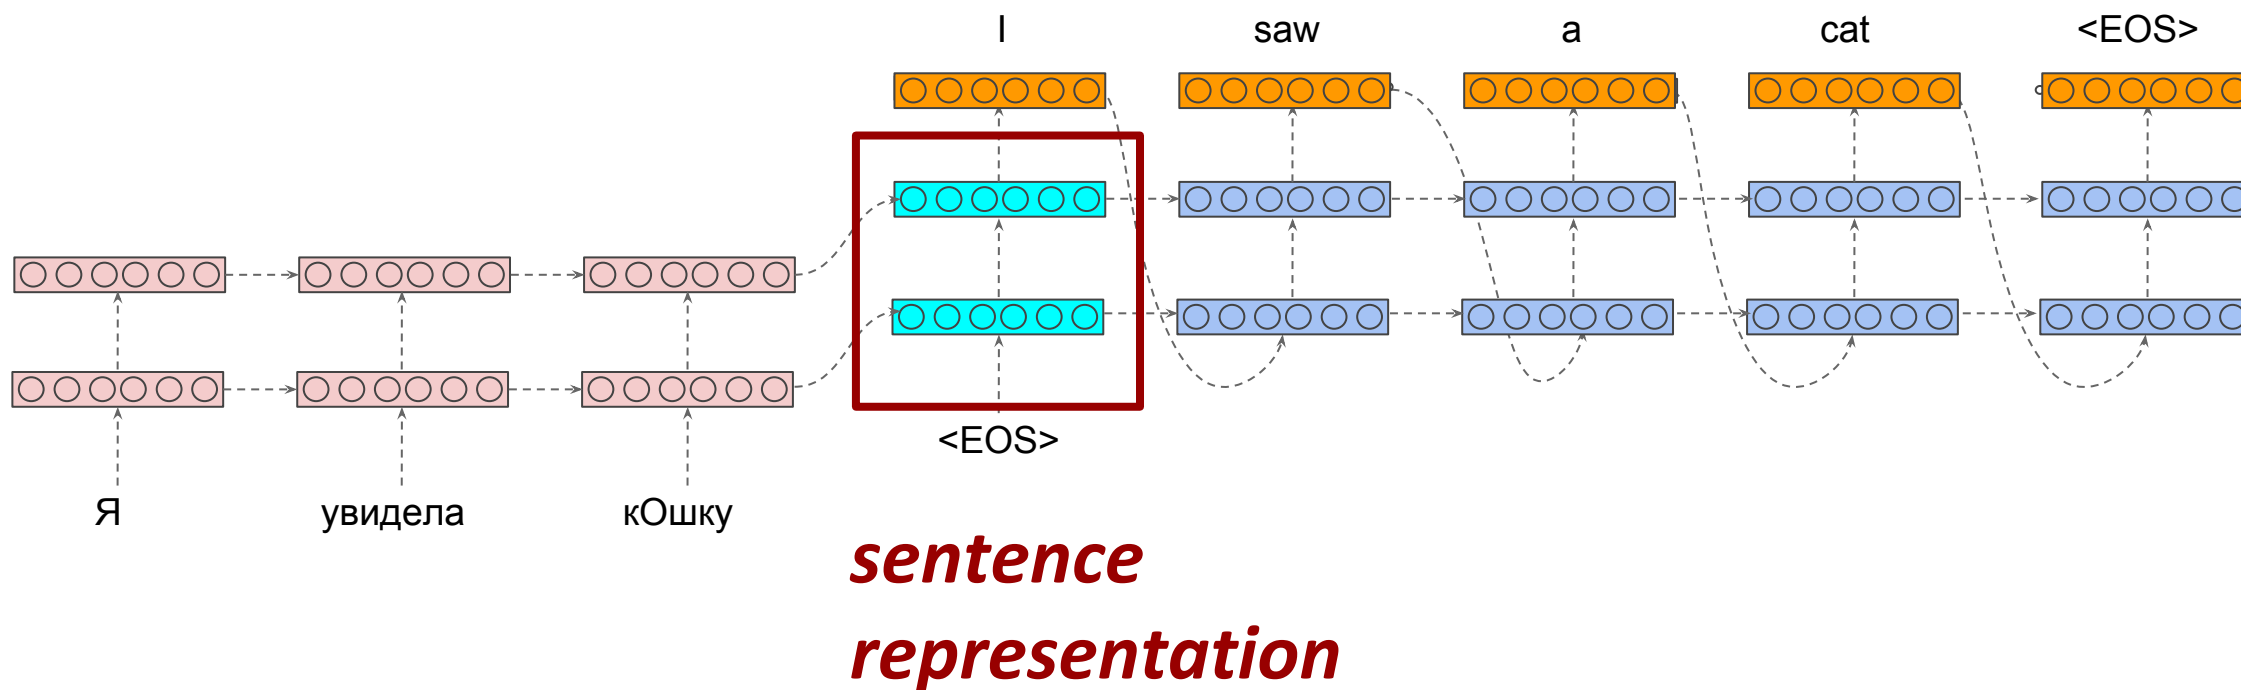 I saw a cat <EOS>
<EOS>
Я увидела кОшку
sentence
representation